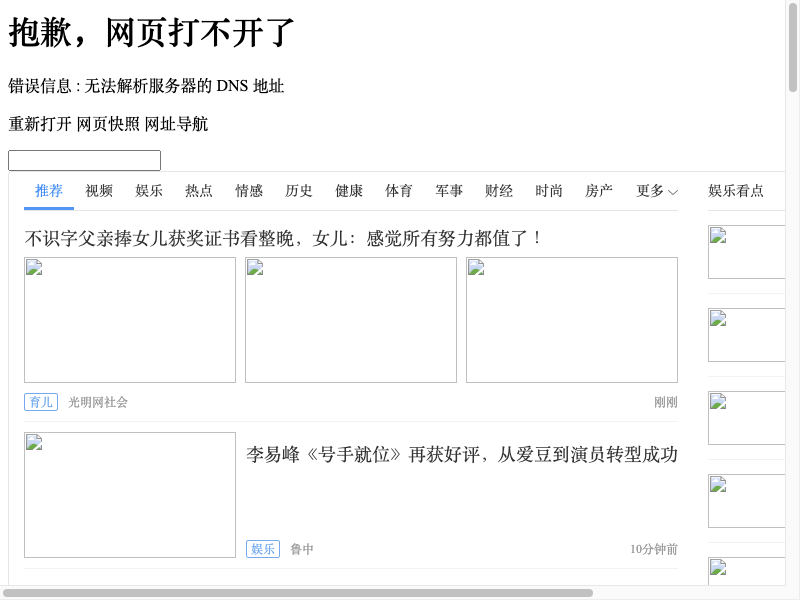 抱歉，网页打不开了
错误信息 : 无法解析服务器的 DNS 地址
重新打开 网页快照 网址导航
推荐 视频 娱乐 热点 情感 历史 健康 体育 军事 财经 时尚 房产 更多 娱乐看点
不识字父亲捧女儿获奖证书看整晚，女儿：感觉所有努力都值了！
育儿 光明网社会 刚刚
李易峰《号手就位》再获好评，从爱豆到演员转型成功
娱乐 鲁中 10分钟前